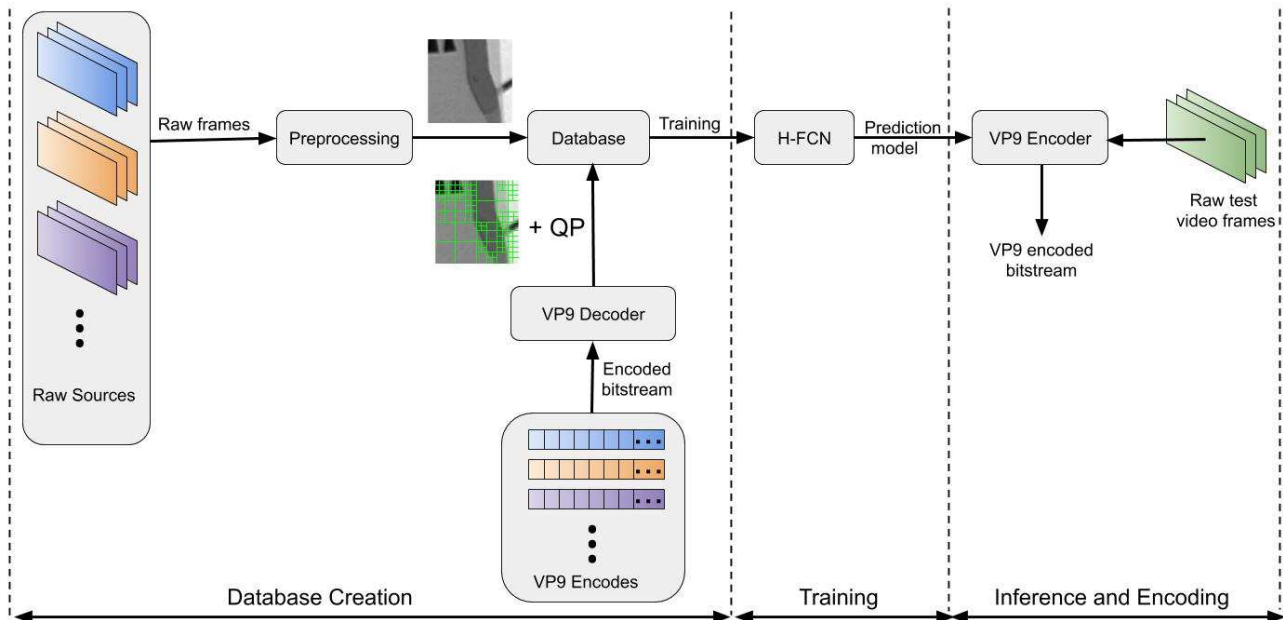 Raw frames
Preprocessing
Database
Training
H-FCN
Prediction
model
VP9 Encoder
Raw test
video frames
VP9 encoded
bitstream
+ QP
VP9 Decoder
Encoded
bitstream
Raw Sources
VP9 Encodes
Database Creation
Training
Inference and Encoding